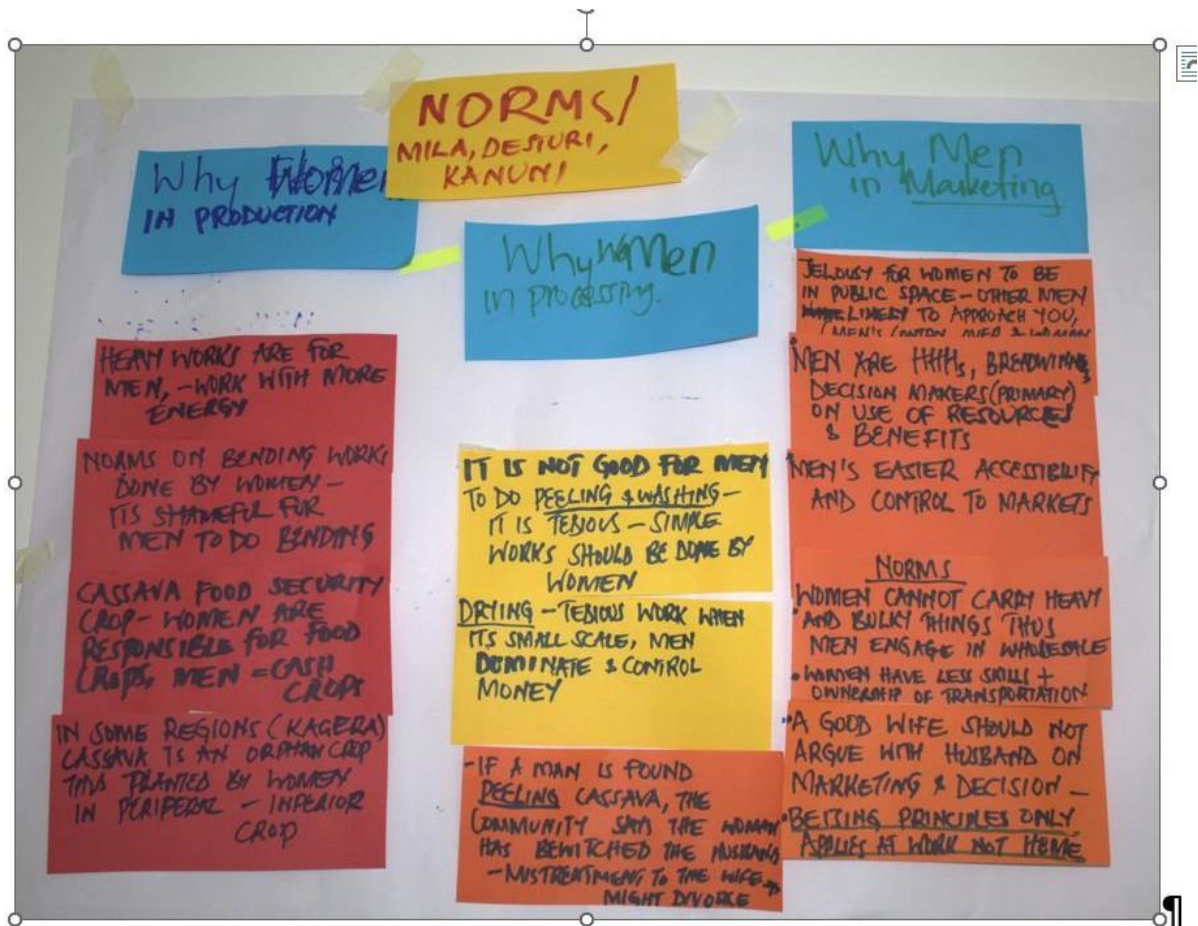 NORMS/
MILA, DESTURI,
KANUNI
Why Women
IN PRODUCTION
HEAVY WORKS ARE FOR
MEN, - WORK WITH MORE
ENERGY
NORMS ON BENDING WORKS
DONE BY WOMEN -
ITS SHAMEFUL FOR
MEN TO DO BENDING
CASSAVA FOOD SECURITY
CROP - WOMEN ARE
RESPONSIBLE FOR FOOD
CROPS, MEN = CASH
CROPS
IN SOME REGIONS (KAGERA)
CASSAVA IS AN ORPHAN CROP
PLANTED BY WOMEN
IN PERIPERAL - INFERIOR
CROP
Why Women
in processing.
IT IS NOT GOOD FOR MEN
TO DO PEELING & WASHING -
IT IS TEDIOUS - SIMPLE
WORKS SHOULD BE DONE BY
WOMEN
DRYING - TEDIOUS WORK WHEN
ITS SMALL SCALE, MEN
DOMINATE & CONTROL
MONEY
- IF A MAN IS FOUND
PEELING CASSAVA, THE
COMMUNITY SAYS THE WOMAN
HAS BEWITCHED THE HUSBAND
- MISTREATMENT TO THE WIFE →
MIGHT DIVORCE
Why Men
in Marketing
JELOUSY FOR WOMEN TO BE
IN PUBLIC SPACE - OTHER MEN
LIKELY TO APPROACH YOU,
MEN'S OVER & WOMAN
• MEN ARE HHHs, BREADWINNERS
DECISION MAKERS (PRIMARY)
ON USE OF RESOURCES
& BENEFITS
• MEN'S EASIER ACCESSIBILITY
AND CONTROL TO MARKETS
NORMS
WOMEN CANNOT CARRY HEAVY
• AND BULKY THINGS THUS
MEN ENGAGE IN WHOLESALE
• WOMEN HAVE LESS SKILLS +
OWNERSHIP OF TRANSPORTATION
• A GOOD WIFE SHOULD NOT
ARGUE WITH HUSBAND ON
MARKETING & DECISION -
• PRINCIPLES ONLY
APPLIES AT WORK NOT HOME